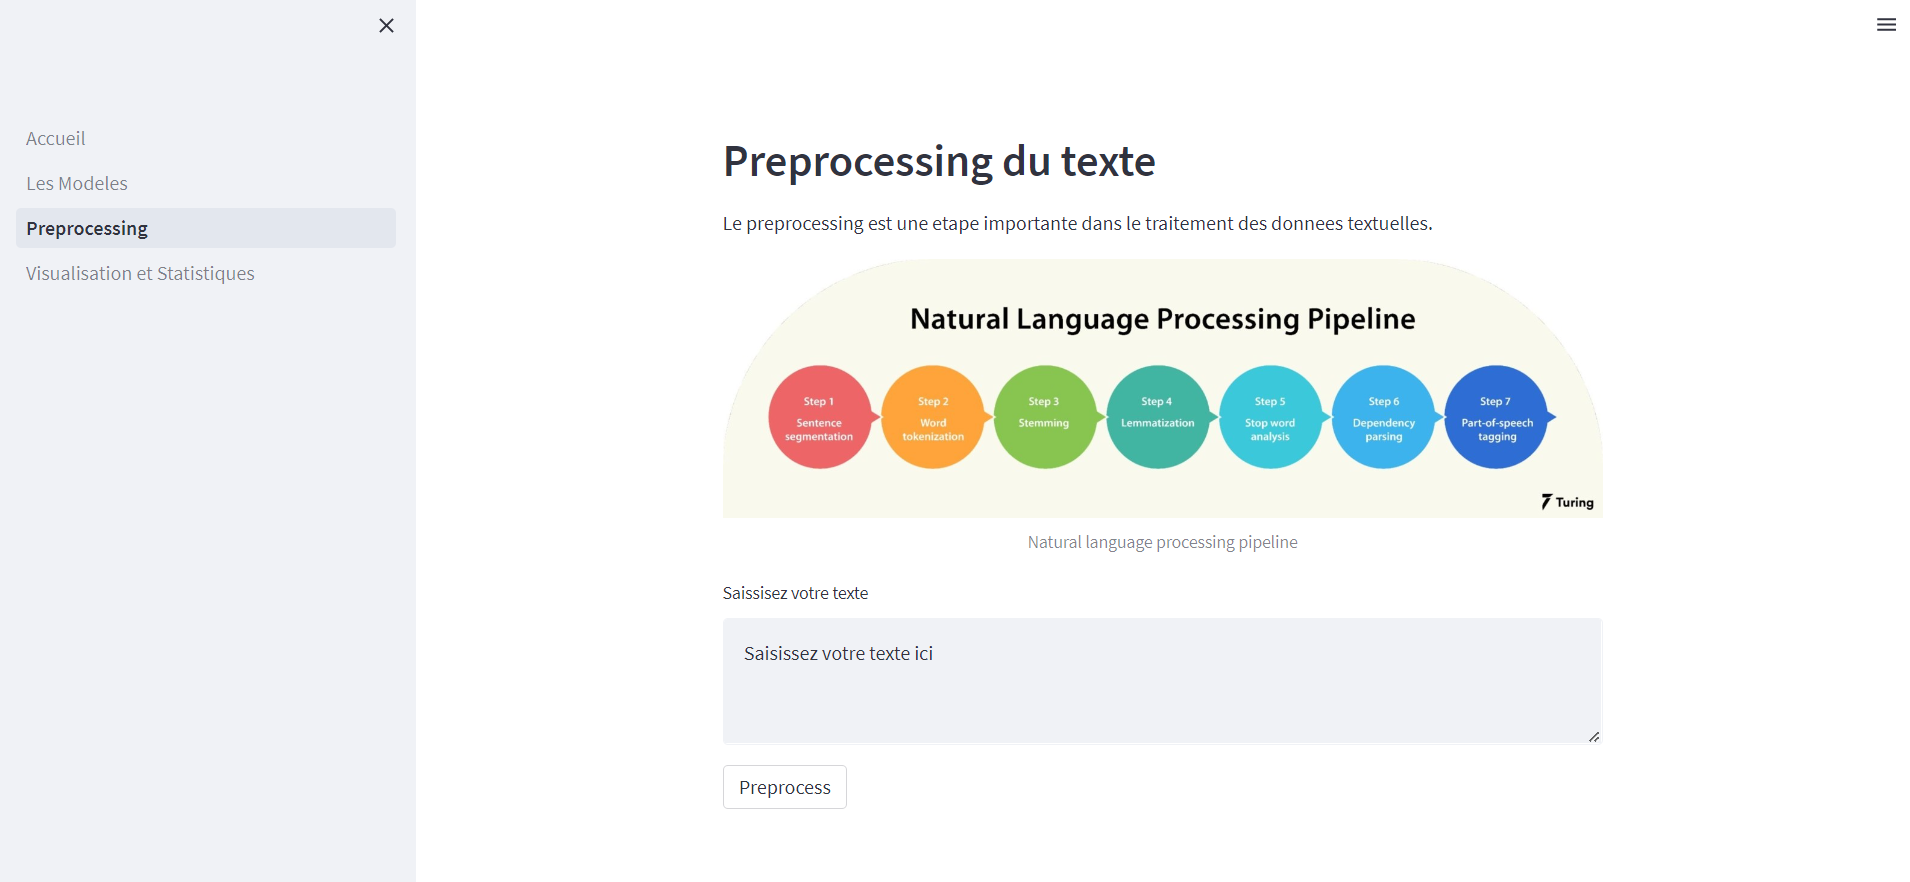 Accueil
Les Modeles
Preprocessing
Visualisation et Statistiques
Preprocessing du texte
Le preprocessing est une etape importante dans le traitement des donnees textuelles.
Natural Language Processing Pipeline
Step 1
Sentence
segmentation
Step 2
Word
tokenization
Step 3
Stemming
Step 4
Lemmatization
Step 5
Stop word
analysis
Step 6
Dependency
parsing
Step 7
Part-of-speech
tagging
Turing
Natural language processing pipeline
Saissisez votre texte
Saisissez votre texte ici
Preprocess